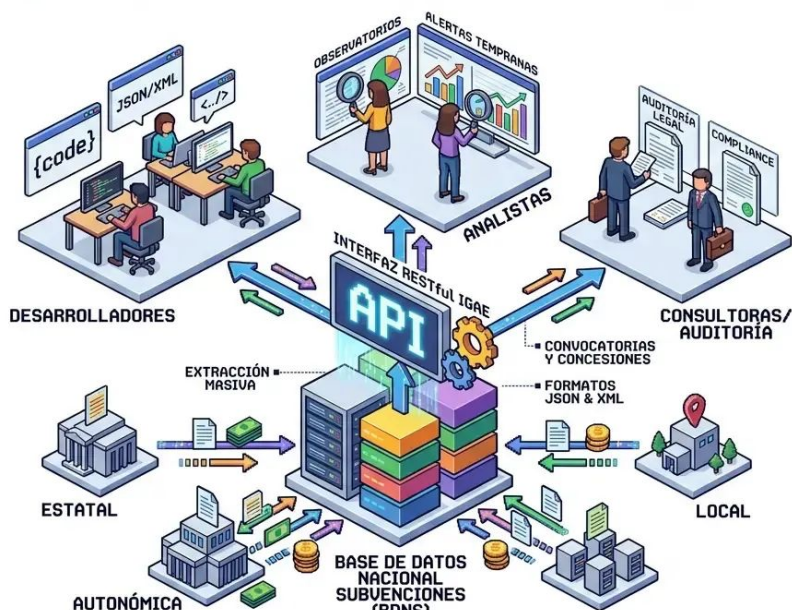 OBSERVATORIOS
ALERTAS TEMPRANAS
JSON/XML
<../>
{code}
AUDITORÍA
LEGAL
COMPLIANCE
ANALISTAS
INTERFAZ RESTful IGAE
API
DESARROLLADORES
CONSULTORAS/
AUDITORÍA
CONVOCATORIAS
Y CONCESIONES
EXTRACCIÓN
MASIVA
FORMATOS
JSON & XML
ESTATAL
LOCAL
BASE DE DATOS
NACIONAL
SUBVENCIONES
(BDNS)
AUTONÓMICA